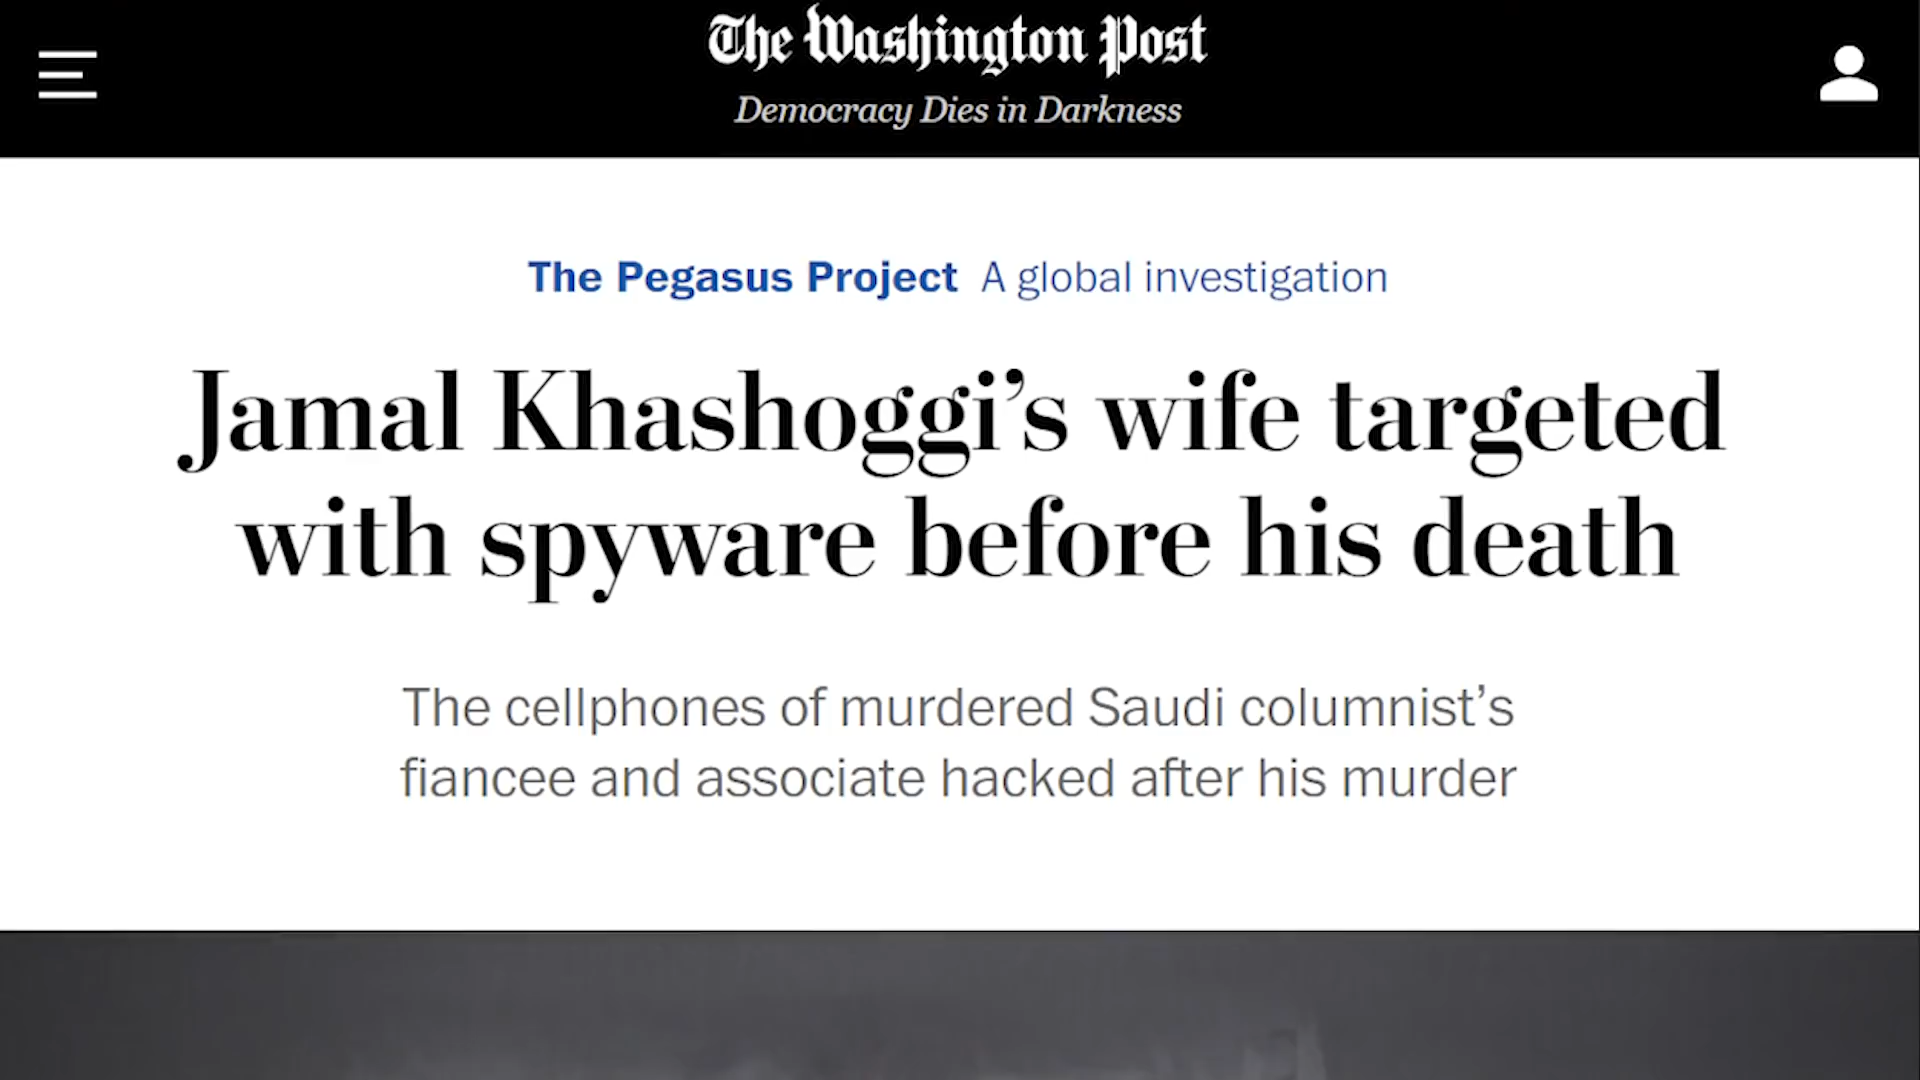 The Washington Post
Democracy Dies in Darkness
The Pegasus Project A global investigation
Jamal Khashoggi’s wife targeted
with spyware before his death
The cellphones of murdered Saudi columnist’s
fiancee and associate hacked after his murder